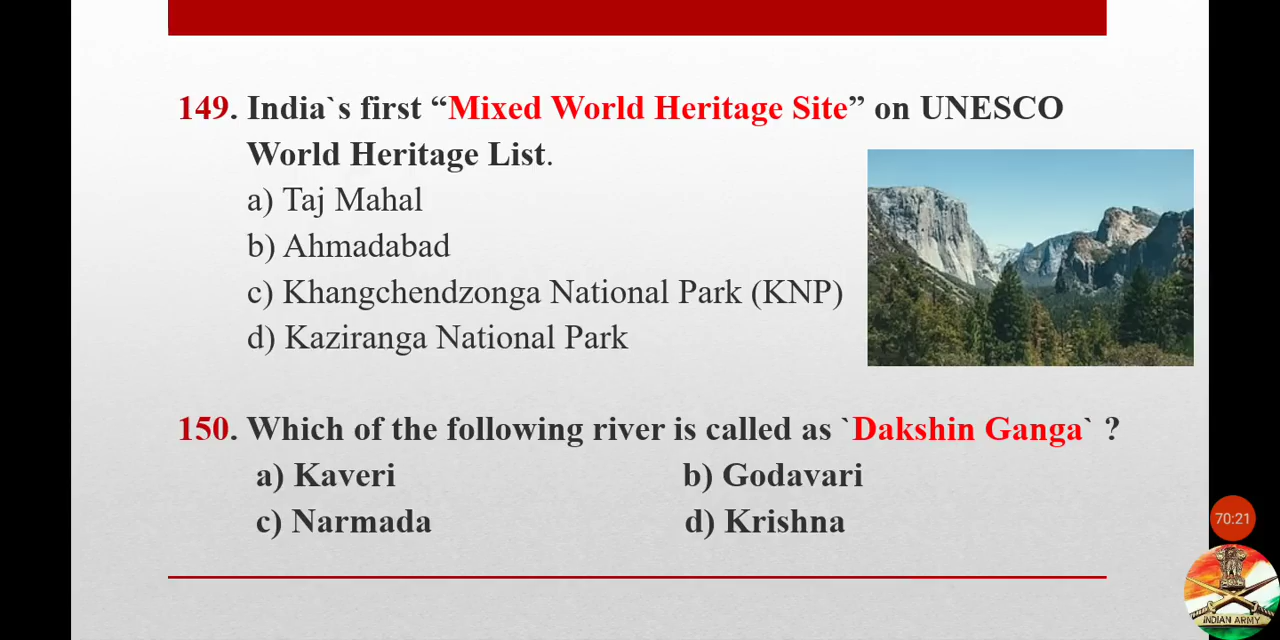 149. India`s first “Mixed World Heritage Site” on UNESCO
World Heritage List.
a) Taj Mahal
b) Ahmadabad
c) Khangchendzonga National Park (KNP)
d) Kaziranga National Park
150. Which of the following river is called as `Dakshin Ganga` ?
a) Kaveri b) Godavari
c) Narmada d) Krishna
70:21
INDIAN ARMY